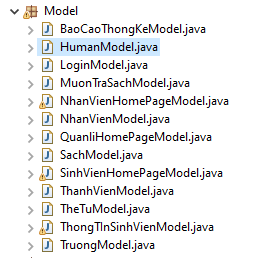 Model
BaoCaoThongKeModel.java
HumanModel.java
LoginModel.java
MuonTraSachModel.java
NhanVienHomePageModel.java
NhanVienModel.java
QuanliHomePageModel.java
SachModel.java
SinhVienHomePageModel.java
ThanhVienModel.java
TheTuModel.java
ThongTInSinhVienModel.java
TruongModel.java